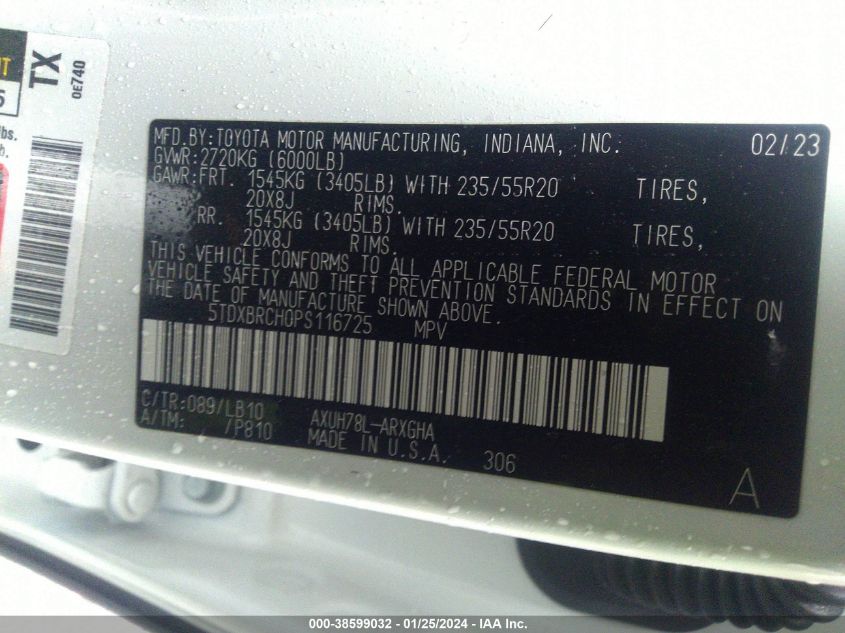 TX
0E740
MFD.BY:TOYOTA MOTOR MANUFACTURING, INDIANA, INC. 02/23
GVWR:2720KG (6000LB)
GAWR:FRT. 1545KG (3405LB) WITH 235/55R20 TIRES,
20X8J RIMS.
RR. 1545KG (3405LB) WITH 235/55R20 TIRES,
20X8J RIMS.
THIS VEHICLE CONFORMS TO ALL APPLICABLE FEDERAL MOTOR
VEHICLE SAFETY AND THEFT PREVENTION STANDARDS IN EFFECT ON
THE DATE OF MANUFACTURE SHOWN ABOVE.
5TDXBRCH0PS116725 MPV
C/TR:089/LB10 AXUH78L-ARXGHA
A/TM: /P810 MADE IN U.S.A. 306
A
000-38599032 - 01/25/2024 - IAA Inc.